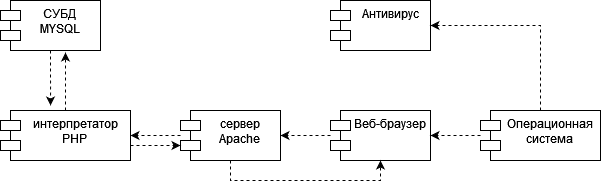 СУБД
MYSQL
Антивирус
интерпретатор
PHP
сервер
Apache
Веб-браузер
Операционная
система